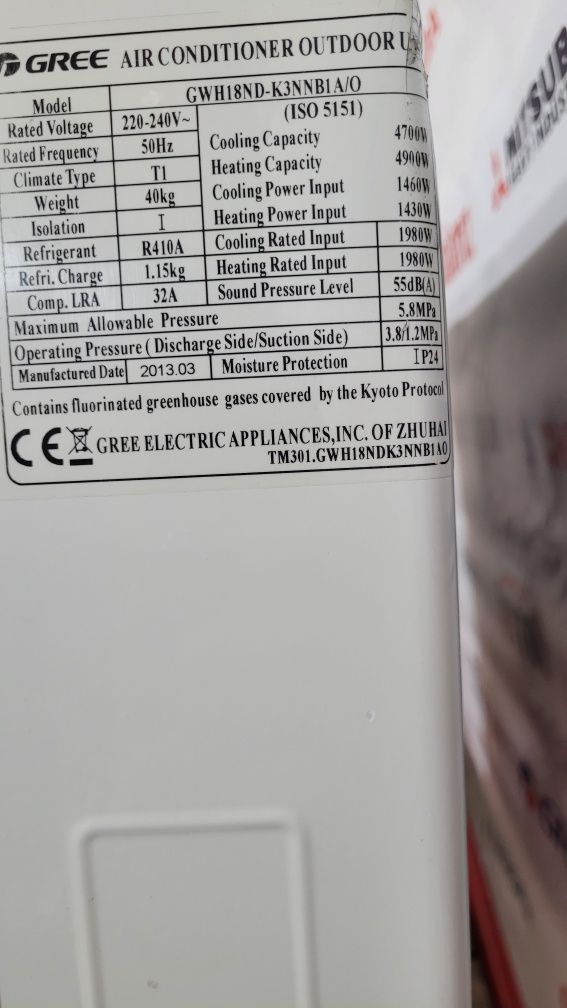 GREE AIR CONDITIONER OUTDOOR
Model GWH18ND-K3NNB1A/O
Rated Voltage 220-240V~ (ISO 5151)
Rated Frequency 50Hz Cooling Capacity 4700W
Climate Type T1 Heating Capacity 4900W
Weight 40kg Cooling Power Input 1460W
Isolation I Heating Power Input 1430W
Refrigerant R410A Cooling Rated Input 1980W
Refri. Charge 1.15kg Heating Rated Input 1980W
Comp. LRA 32A Sound Pressure Level 55dB(A)
Maximum Allowable Pressure 5.8MPa
Operating Pressure ( Discharge Side/Suction Side) 3.8/1.2MPa
Manufactured Date 2013.03 Moisture Protection IP24
Contains fluorinated greenhouse gases covered by the Kyoto Protocol
CE GREE ELECTRIC APPLIANCES,INC. OF ZHUHAI
TM301.GWH18NDK3NNB1A0
MITSUB